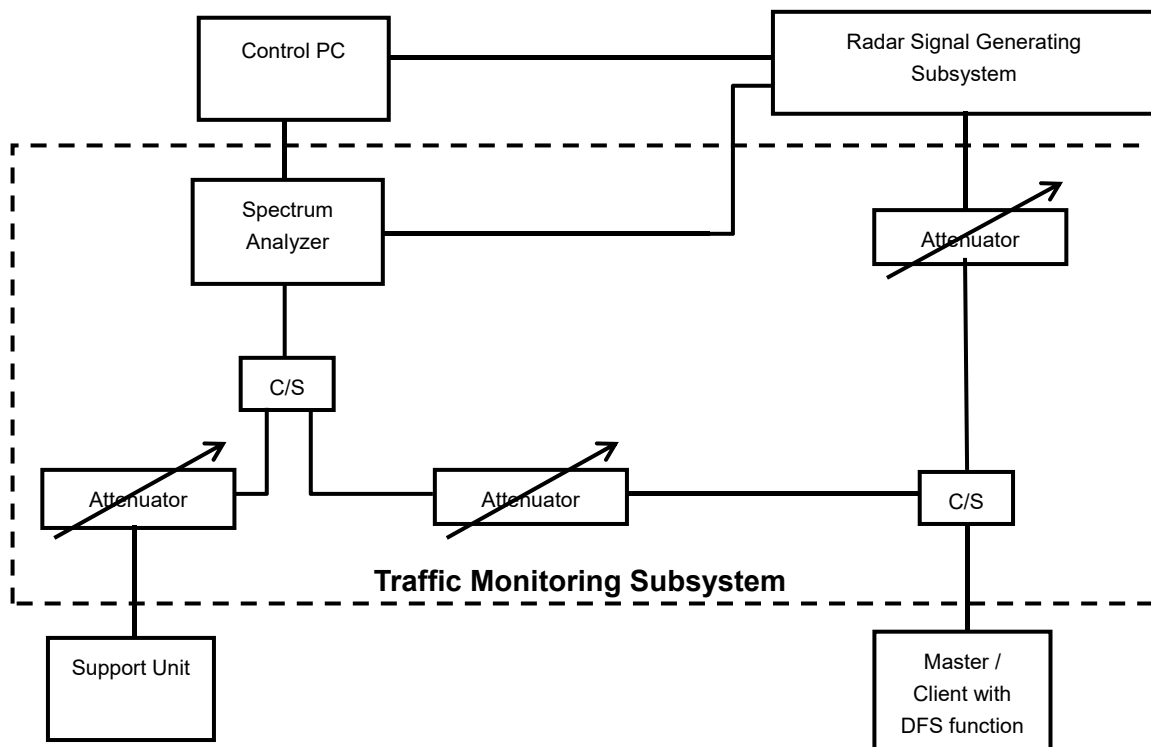 Control PC
Radar Signal Generating
Subsystem
Spectrum
Analyzer
Attenuator
C/S
Attenuator
Attenuator
C/S
Traffic Monitoring Subsystem
Support Unit
Master /
Client with
DFS function